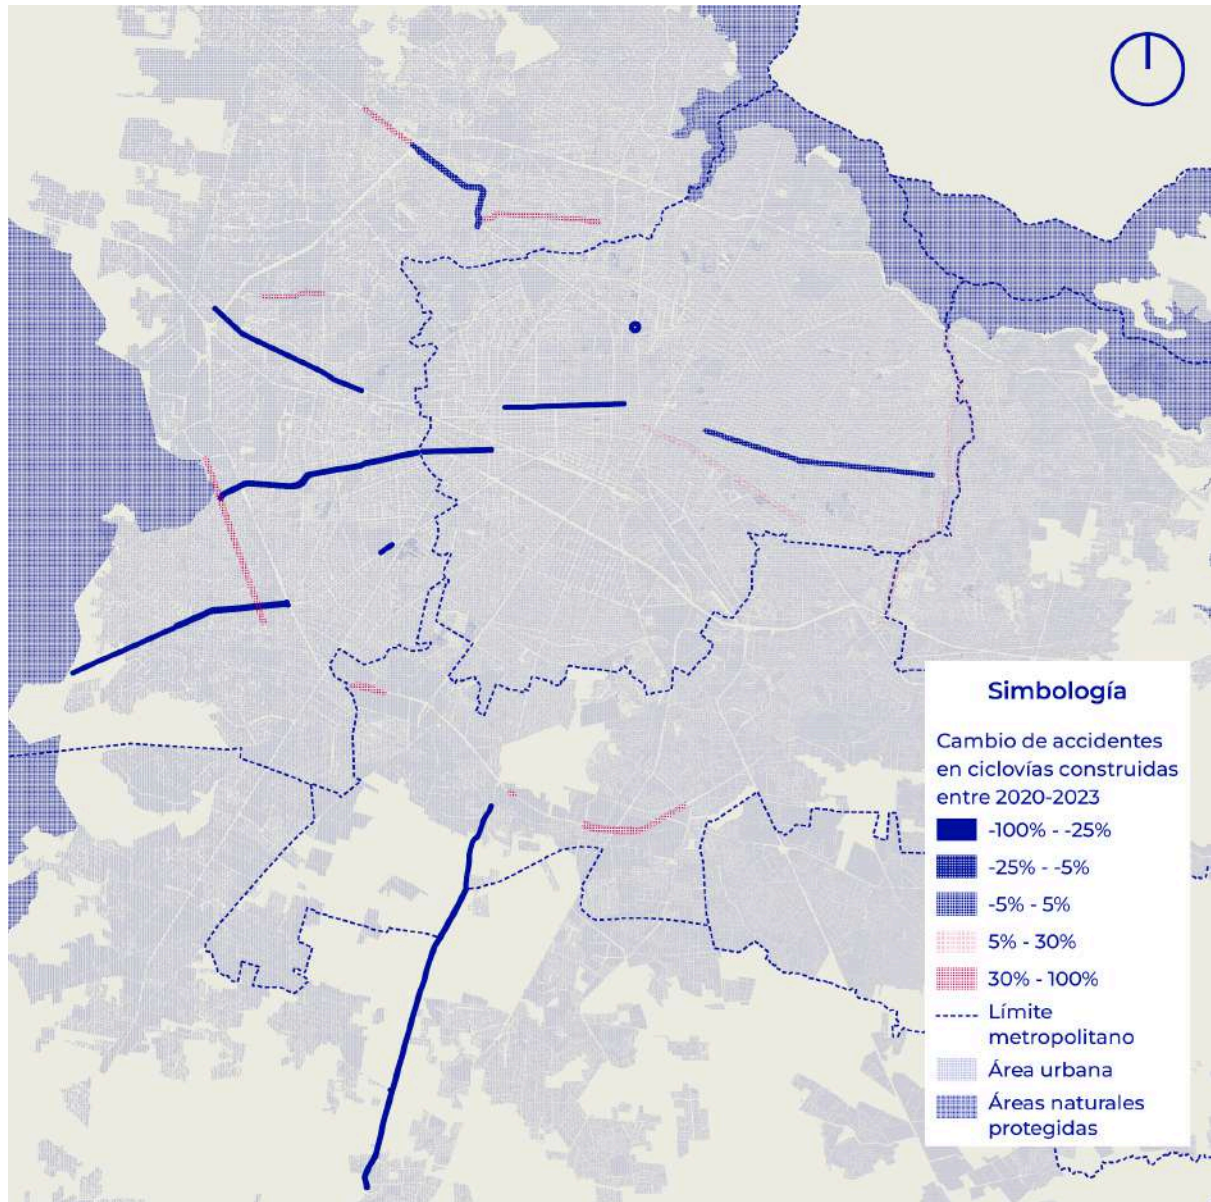 Simbología
Cambio de accidentes
en ciclovías construidas
entre 2020-2023
-100% - -25%
-25% - -5%
-5% - 5%
5% - 30%
30% - 100%
Límite
metropolitano
Área urbana
Áreas naturales
protegidas